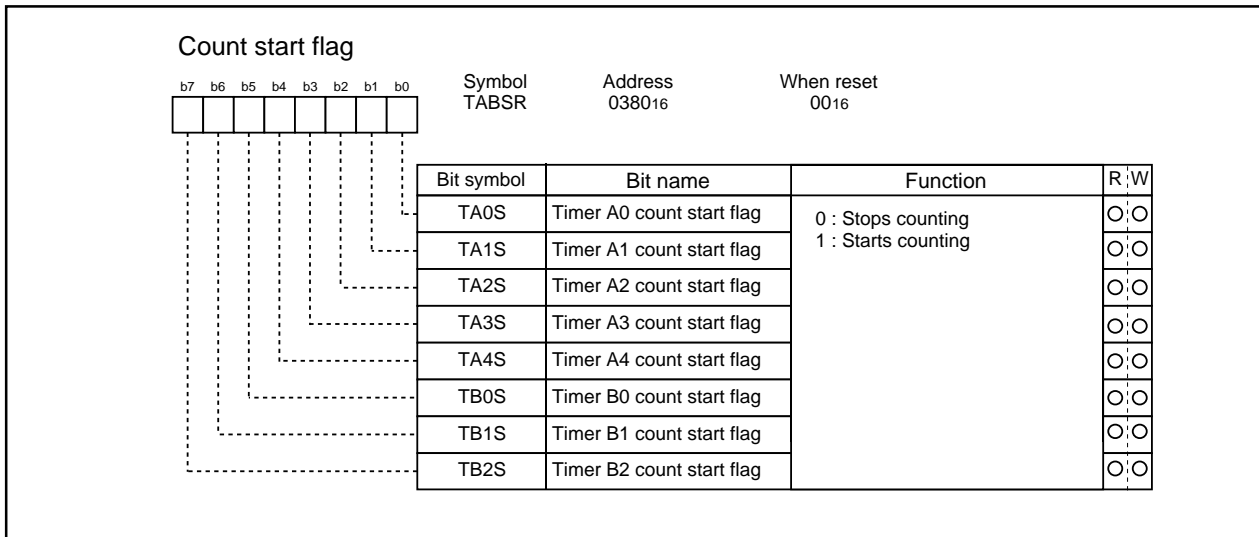 Count start flag
b7 b6 b5 b4 b3 b2 b1 b0
Symbol Address When reset
TABSR 038016 0016
Bit symbol Bit name Function R W
TA0S Timer A0 count start flag 0 : Stops counting
1 : Starts counting
TA1S Timer A1 count start flag
TA2S Timer A2 count start flag
TA3S Timer A3 count start flag
TA4S Timer A4 count start flag
TB0S Timer B0 count start flag
TB1S Timer B1 count start flag
TB2S Timer B2 count start flag